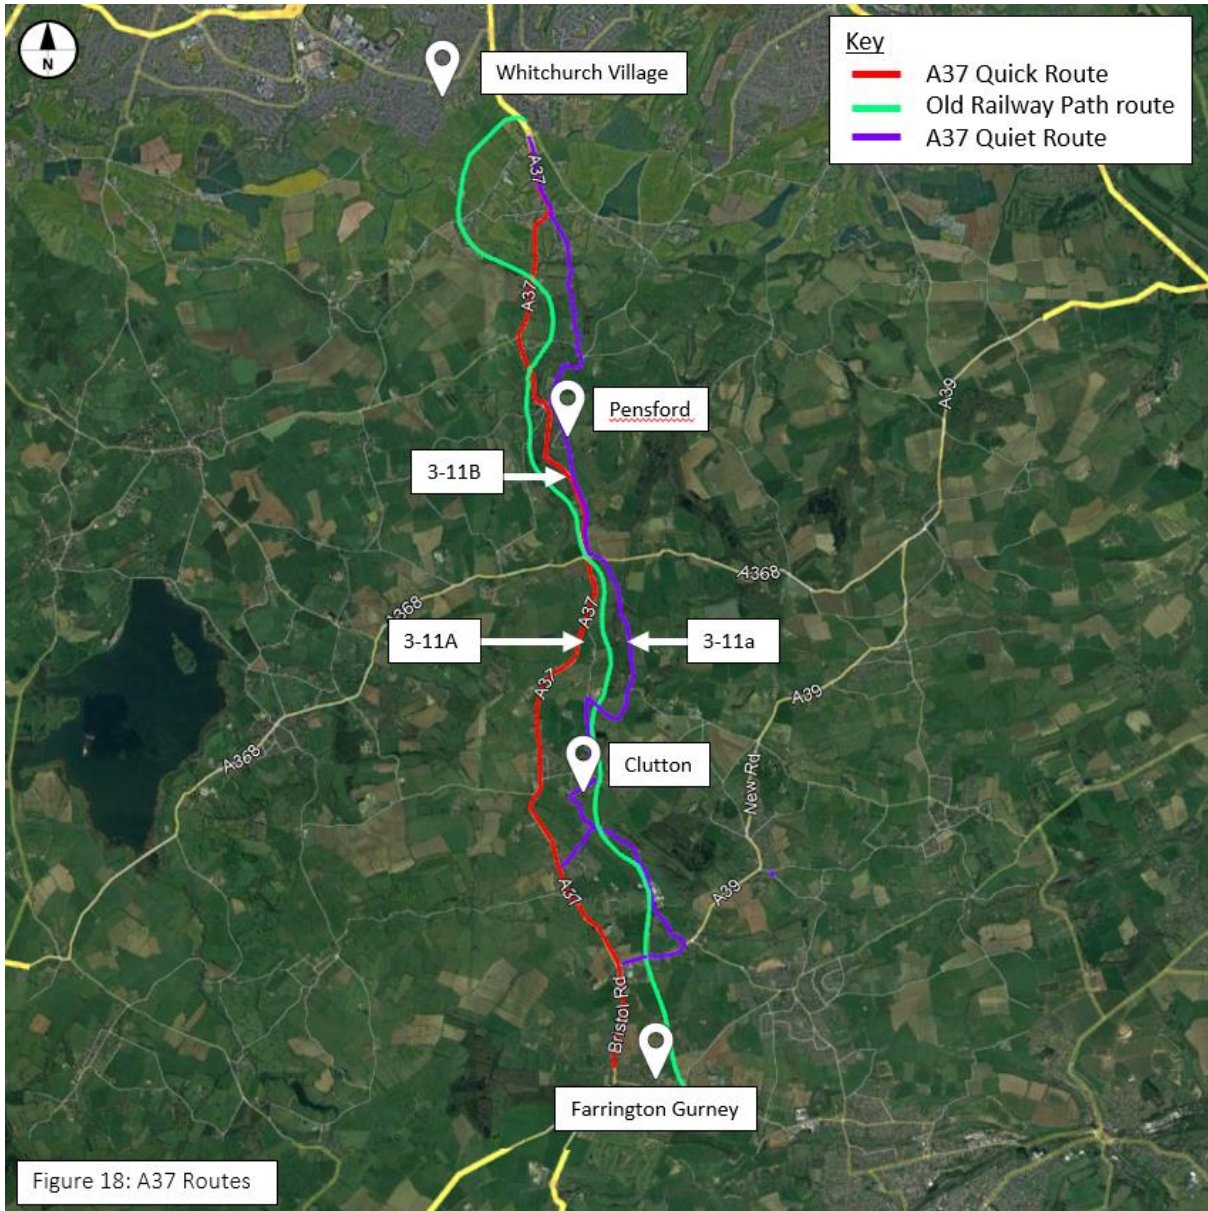 N
Whitchurch Village
Key
A37 Quick Route
Old Railway Path route
A37 Quiet Route
A37
A37
A39
Pensford
3-11B
A368
A368
A37
3-11A
3-11a
A37
A39
A368
Clutton
New Rd
A37
A39
Bristol Rd
Farrington Gurney
Figure 18: A37 Routes